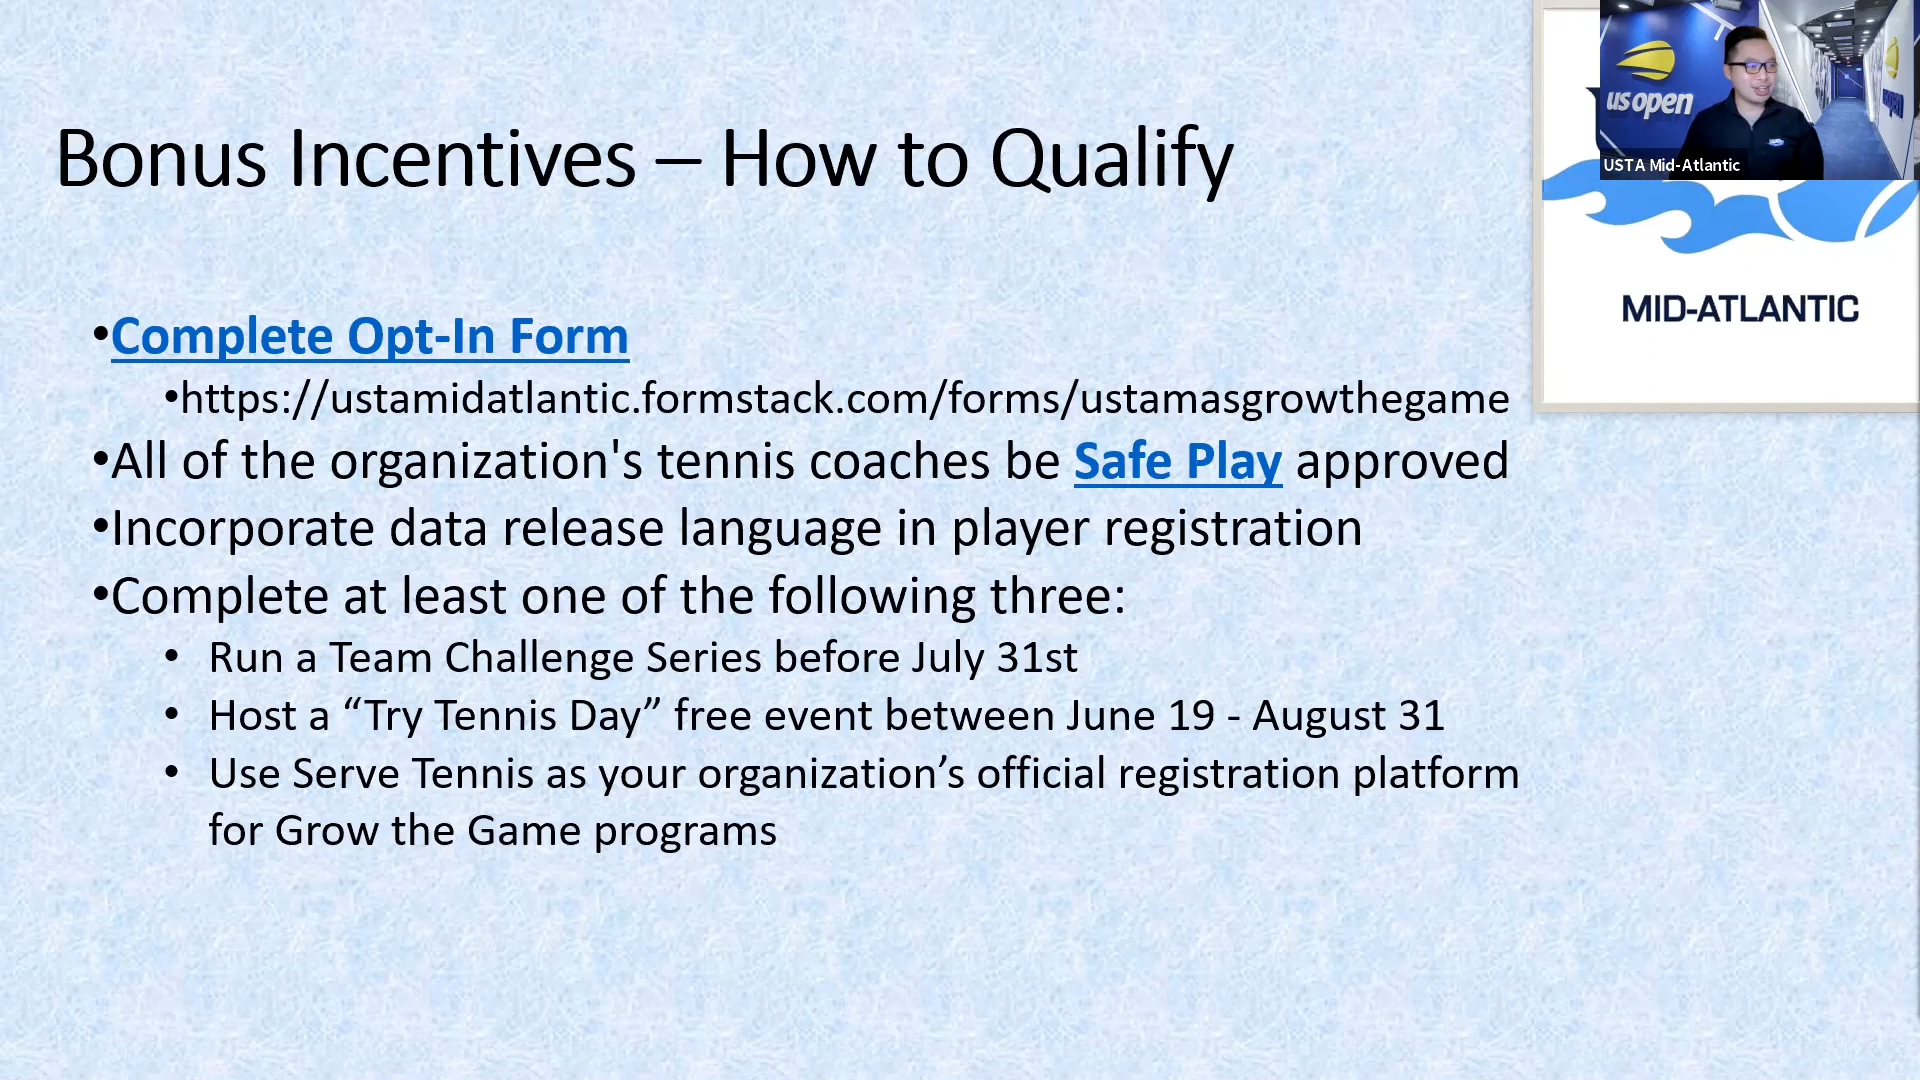 us open
USTA Mid-Atlantic
Bonus Incentives – How to Qualify
MID-ATLANTIC
•Complete Opt-In Form
•https://ustamidatlantic.formstack.com/forms/ustamasgrowthegame
•All of the organization's tennis coaches be Safe Play approved
•Incorporate data release language in player registration
•Complete at least one of the following three:
• Run a Team Challenge Series before July 31st
• Host a “Try Tennis Day” free event between June 19 - August 31
• Use Serve Tennis as your organization’s official registration platform
for Grow the Game programs